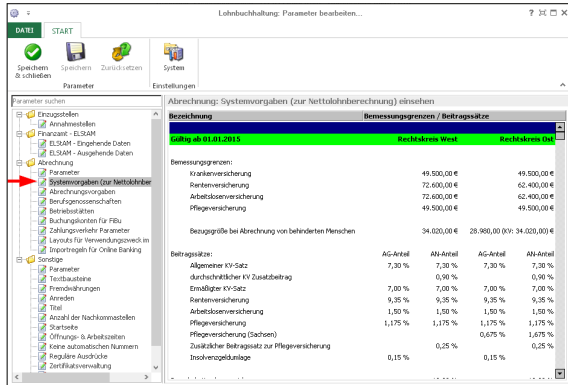 Lohnbuchhaltung: Parameter bearbeiten...
DATEI START
Speichern & schließen
Speichern
Zurücksetzen
System
Parameter
Einstellungen
Parameter suchen
Einzugsstellen
Annahmestellen
Finanzamt - ELStAM
ELStAM - Eingehende Daten
ELStAM - Ausgehende Daten
Abrechnung
Parameter
Systemvorgaben (zur Nettolohnber
Abrechnungsvorgaben
Berufsgenossenschaften
Betriebsstätten
Buchungskonten für FiBu
Zahlungsverkehr Parameter
Layouts für Verwendungszweck im
Importregeln für Online Banking
Sonstige
Parameter
Textbausteine
Fremdwährungen
Anreden
Titel
Anzahl der Nachkommastellen
Startseite
Öffnungs- & Arbeitszeiten
Keine automatischen Nummern
Reguläre Ausdrücke
Zertifikatsverwaltung
Abrechnung: Systemvorgaben (zur Nettolohnberechnung) einsehen
Bezeichnung Bemessungsgrenzen / Beitragssätze
Gültig ab 01.01.2015 Rechtskreis West Rechtskreis Ost
Bemessungsgrenzen:
Krankenversicherung 49.500,00 € 49.500,00 €
Rentenversicherung 72.600,00 € 62.400,00 €
Arbeitslosenversicherung 72.600,00 € 62.400,00 €
Pflegeversicherung 49.500,00 € 49.500,00 €
Bezugsgröße bei Abrechnung von behinderten Menschen 34.020,00 € 28.980,00 (KV: 34.020,00) €
Beitragssätze: AG-Anteil AN-Anteil AG-Anteil AN-Anteil
Allgemeiner KV-Satz 7,30 % 7,30 % 7,30 % 7,30 %
durchschnittlicher KV Zusatzbeitrag 0,90 % 0,90 %
Ermäßigter KV-Satz 7,00 % 7,00 % 7,00 % 7,00 %
Rentenversicherung 9,35 % 9,35 % 9,35 % 9,35 %
Arbeitslosenversicherung 1,50 % 1,50 % 1,50 % 1,50 %
Pflegeversicherung 1,175 % 1,175 % 1,175 % 1,175 %
Pflegeversicherung (Sachsen) 0,675 % 1,675 %
Zusätzlicher Beitragssatz zur Pflegeversicherung 0,25 % 0,25 %
Insolvenzgeldumlage 0,15 % 0,15 %